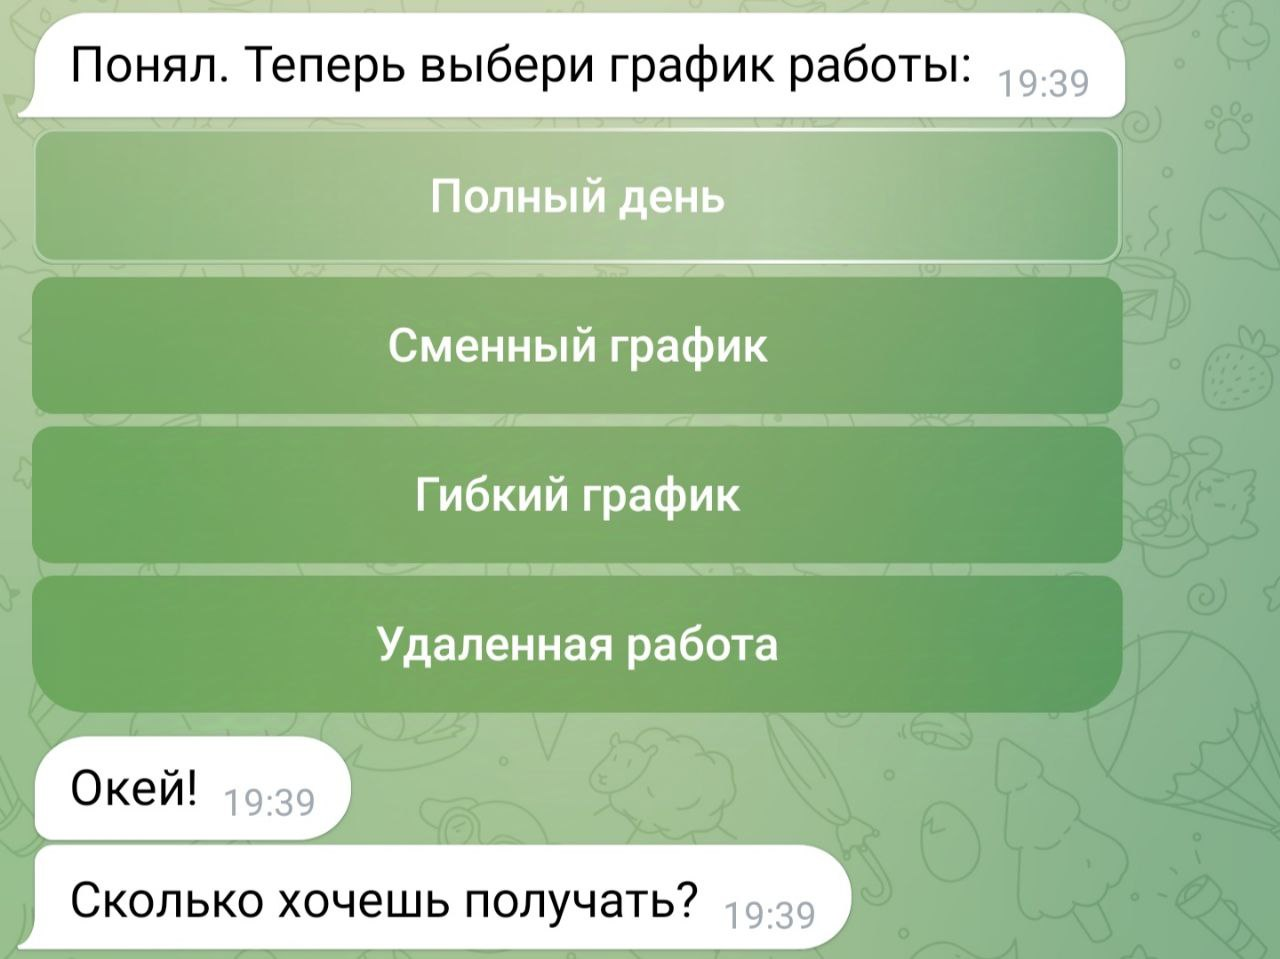 Понял. Теперь выбери график работы: 19:39
Полный день
Сменный график
Гибкий график
Удаленная работа
Окей! 19:39
Сколько хочешь получать? 19:39